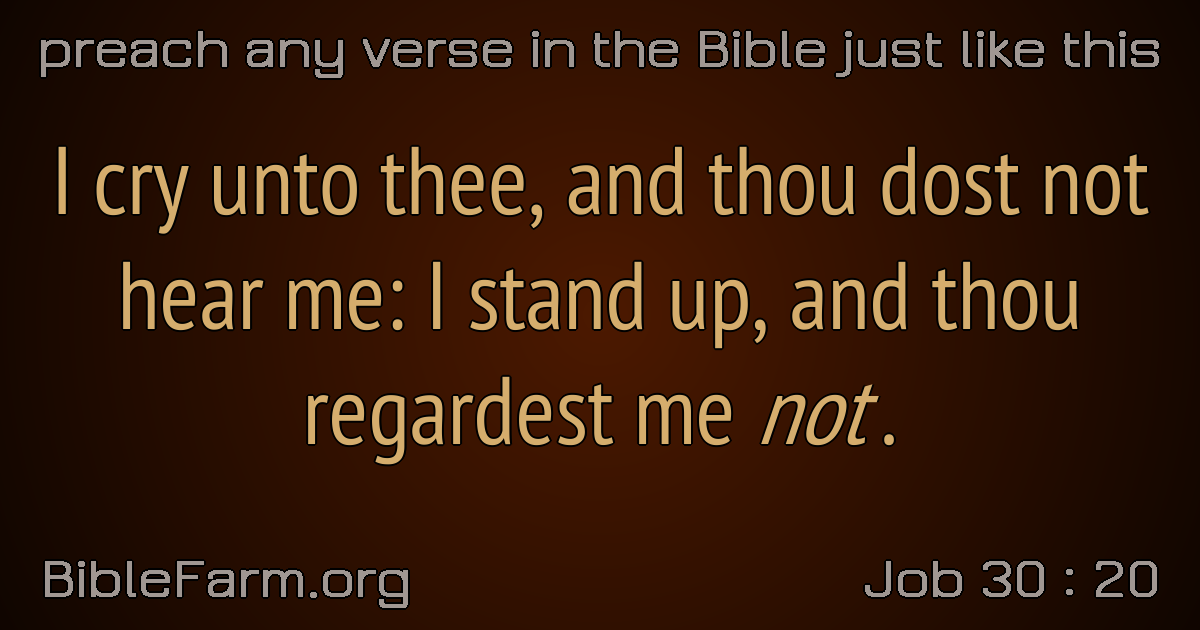 preach any verse in the Bible just like this
I cry unto thee, and thou dost not
hear me: I stand up, and thou
regardest me not.
BibleFarm.org
Job 30 : 20